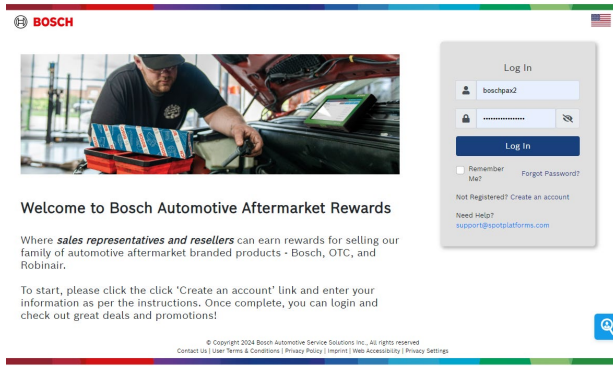 BOSCH
Log In
boschpax2
Log In
Remember Me?
Forgot Password?
Not Registered? Create an account
Need Help?
support@spotplatforms.com
Welcome to Bosch Automotive Aftermarket Rewards
Where sales representatives and resellers can earn rewards for selling our
family of automotive aftermarket branded products - Bosch, OTC, and
Robinair.
To start, please click the click ‘Create an account’ link and enter your
information as per the instructions. Once complete, you can login and
check out great deals and promotions!
© Copyright 2024 Bosch Automotive Service Solutions Inc., All rights reserved
Contact Us | User Terms & Conditions | Privacy Policy | Imprint | Web Accessibility | Privacy Settings